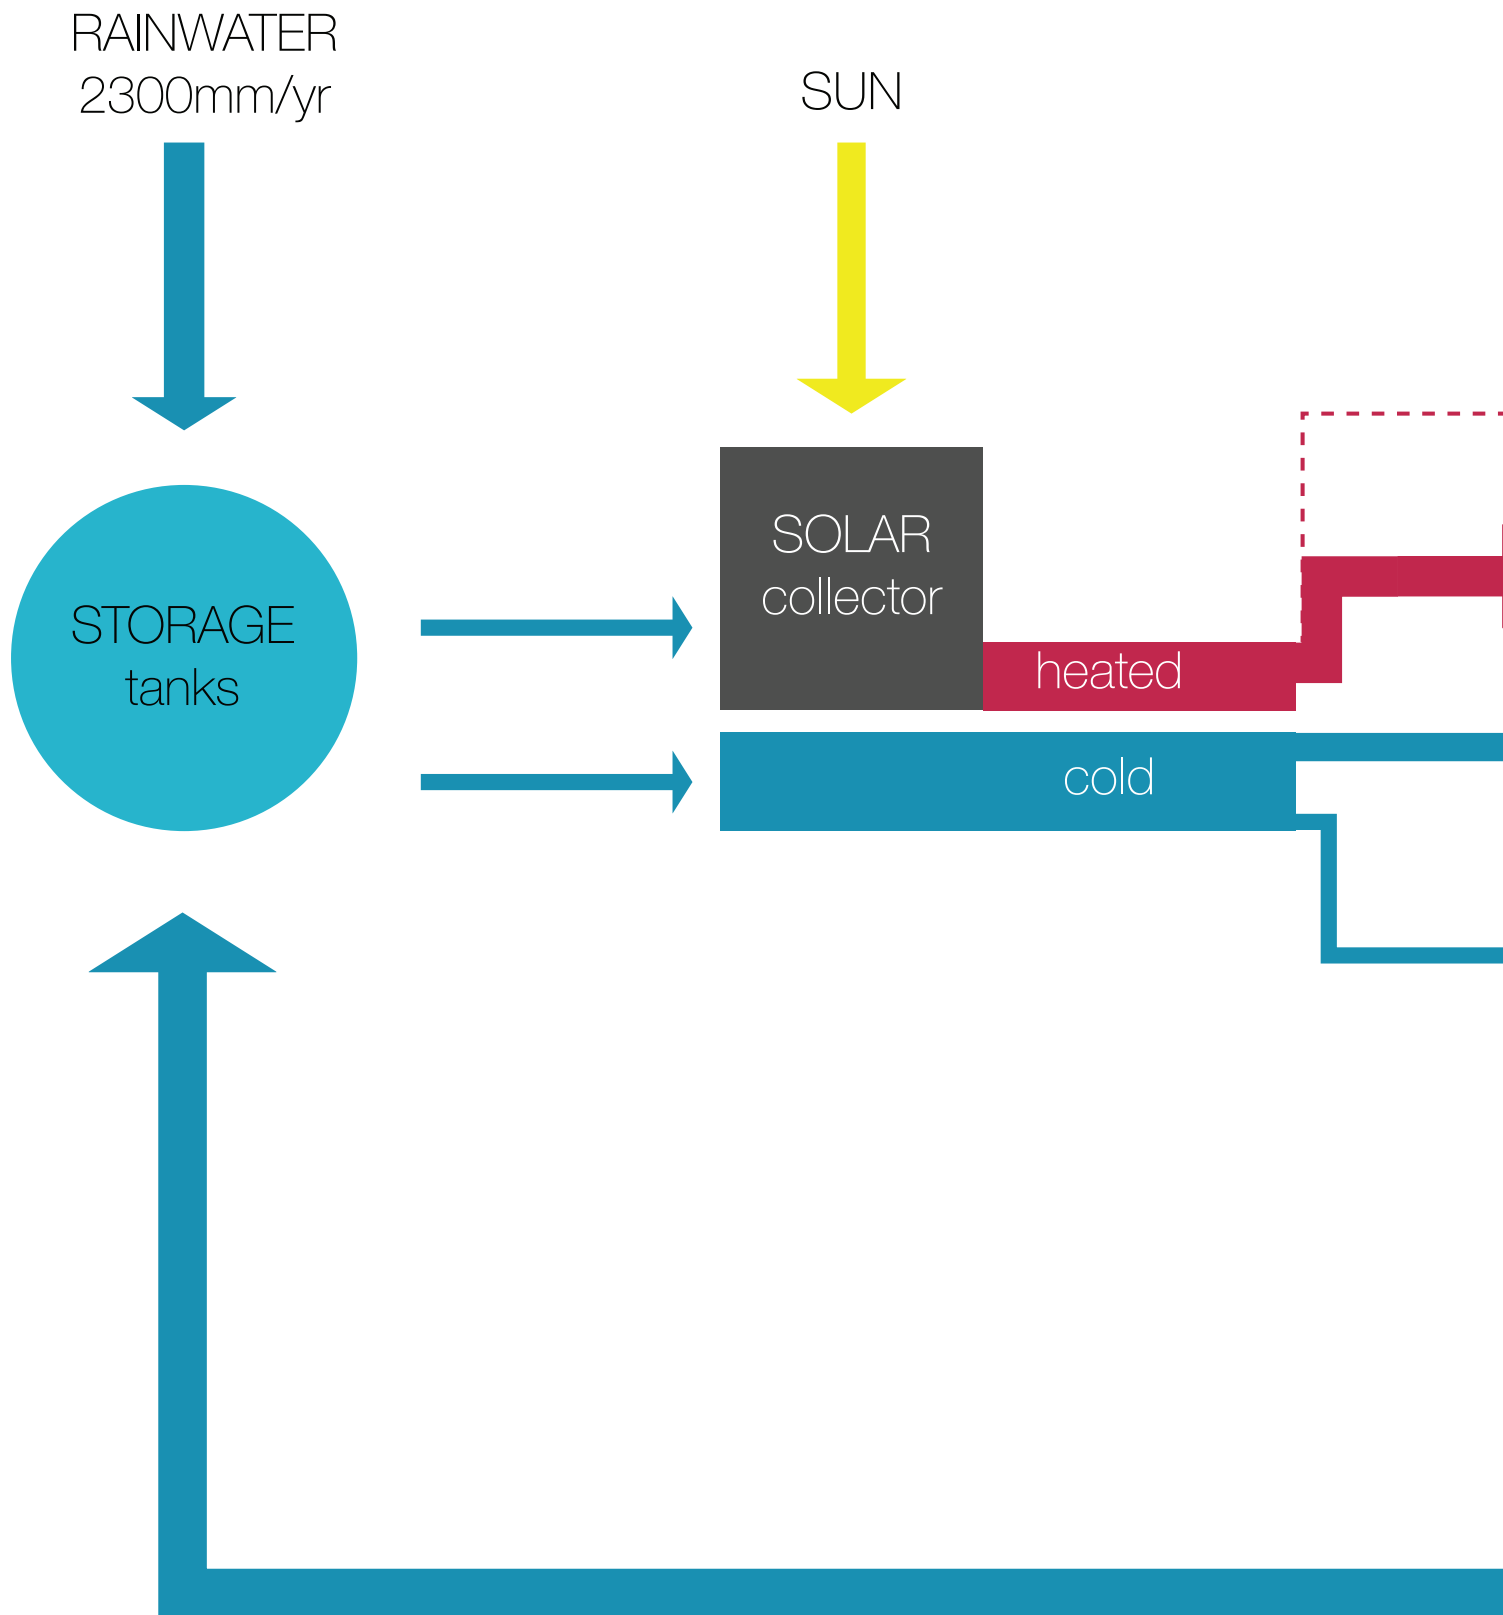 RAINWATER
2300mm/yr
SUN
SOLAR
collector
STORAGE
tanks
heated
cold